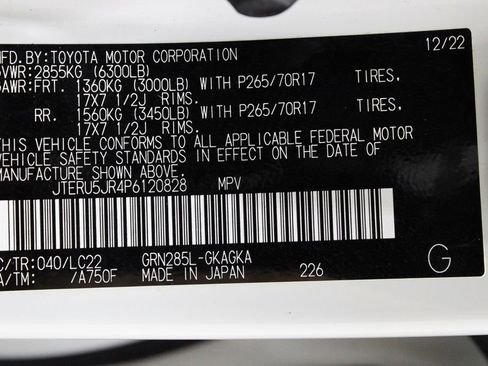 MFD.BY:TOYOTA MOTOR CORPORATION 12/22
GVWR:2855KG (6300LB)
GAWR:FRT. 1360KG (3000LB) WITH P265/70R17 TIRES,
17X7 1/2J RIMS.
RR. 1560KG (3450LB) WITH P265/70R17 TIRES,
17X7 1/2J RIMS.
THIS VEHICLE CONFORMS TO ALL APPLICABLE FEDERAL MOTOR
VEHICLE SAFETY STANDARDS IN EFFECT ON THE DATE OF
MANUFACTURE SHOWN ABOVE.
JTERU5JR4P6120828 MPV
C/TR:040/LC22 GRN285L-GKAGKA
A/TM: /A750F MADE IN JAPAN 226
G